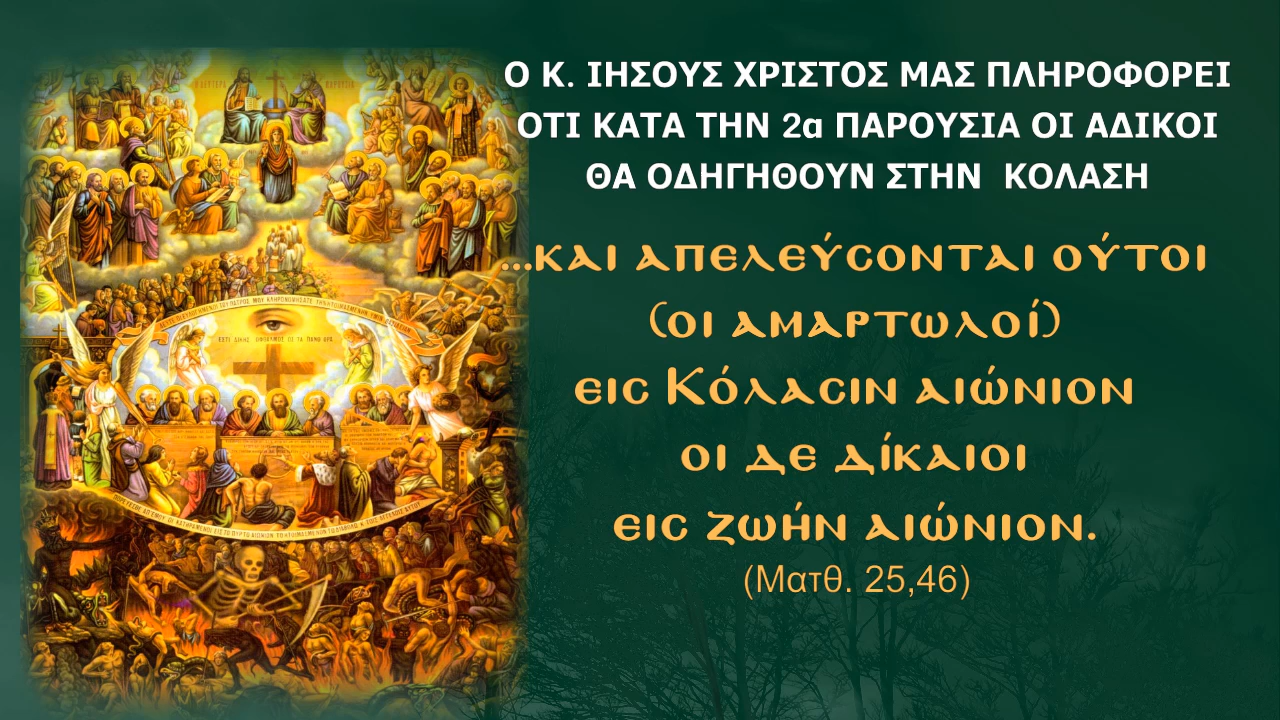 Ο Κ. ΙΗΣΟΥΣ ΧΡΙΣΤΟΣ ΜΑΣ ΠΛΗΡΟΦΟΡΕΙ
ΟΤΙ ΚΑΤΑ ΤΗΝ 2α ΠΑΡΟΥΣΙΑ ΟΙ ΑΔΙΚΟΙ
ΘΑ ΟΔΗΓΗΘΟΥΝ ΣΤΗΝ ΚΟΛΑΣΗ
...και απελεύσονται ούτοι
(οι αμαρτωλοί)
εις Κόλασιν αιώνιον
οι δε δίκαιοι
εις ζωήν αιώνιον.
(Ματθ. 25,46)